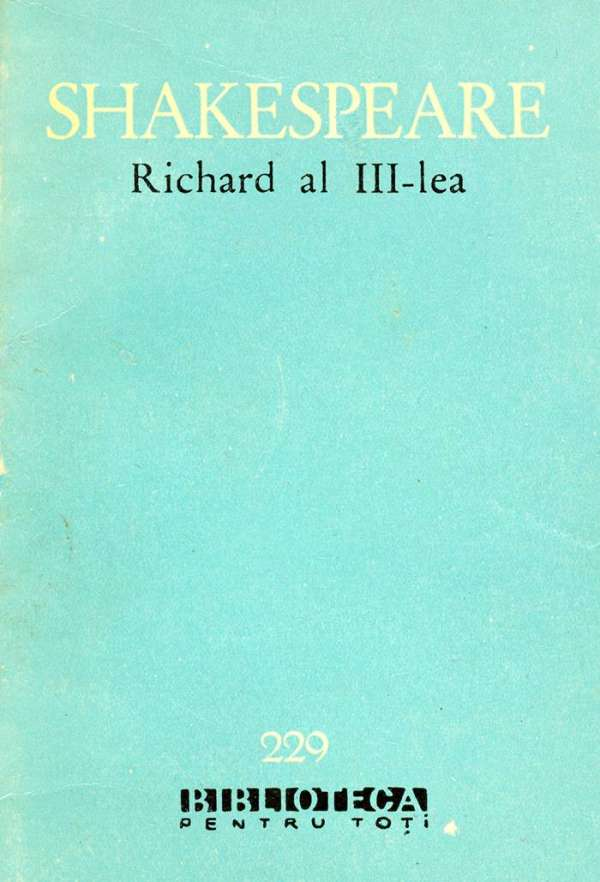 SHAKESPEARE
Richard al III-lea
229
BIBLIOTECA
PENTRU TOȚI